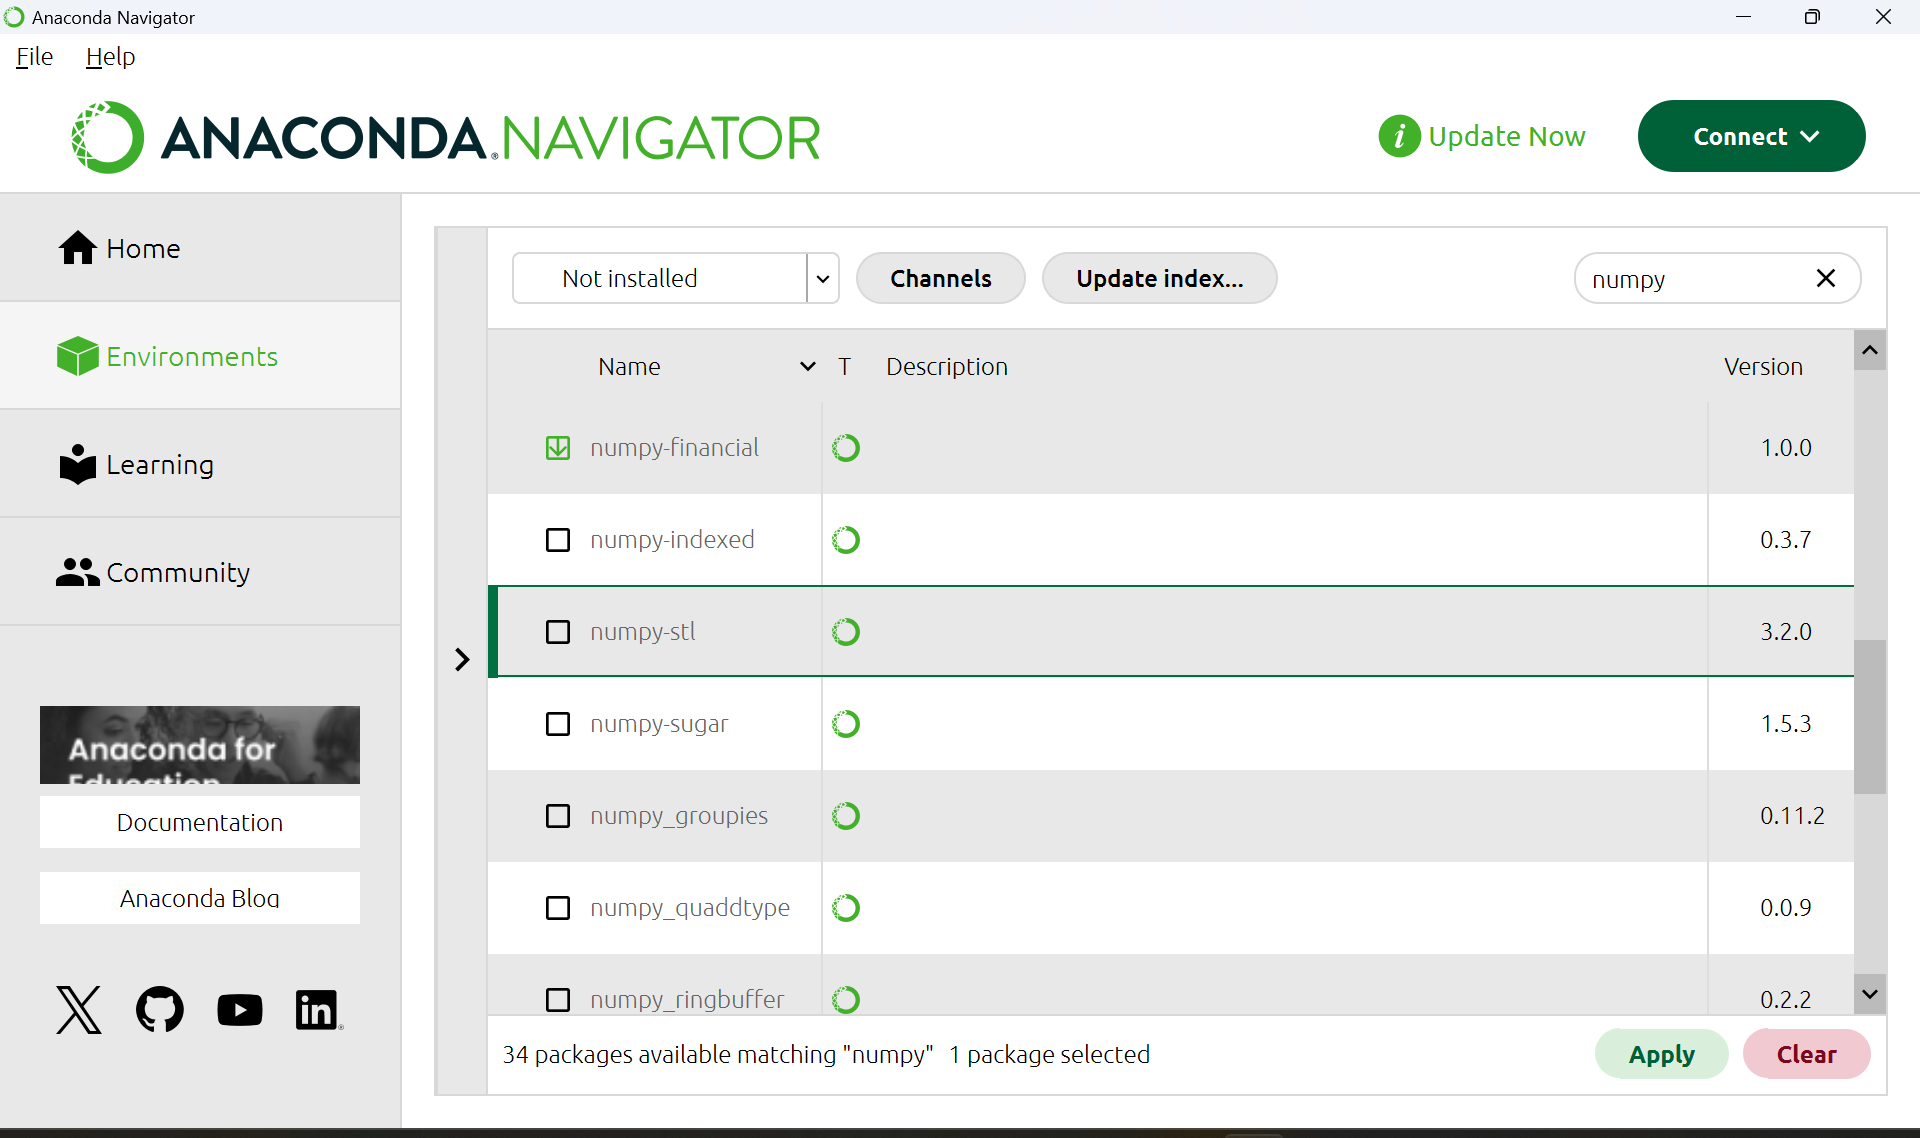 Anaconda Navigator
File Help
ANACONDA.NAVIGATOR
Update Now
Connect
Home
Environments
Learning
Community
Anaconda for
Education
Documentation
Anaconda Blog
Not installed
Channels
Update index...
numpy
Name T Description Version
numpy-financial 1.0.0
numpy-indexed 0.3.7
numpy-stl 3.2.0
numpy-sugar 1.5.3
numpy_groupies 0.11.2
numpy_quaddtype 0.0.9
numpy_ringbuffer 0.2.2
34 packages available matching "numpy" 1 package selected
Apply
Clear